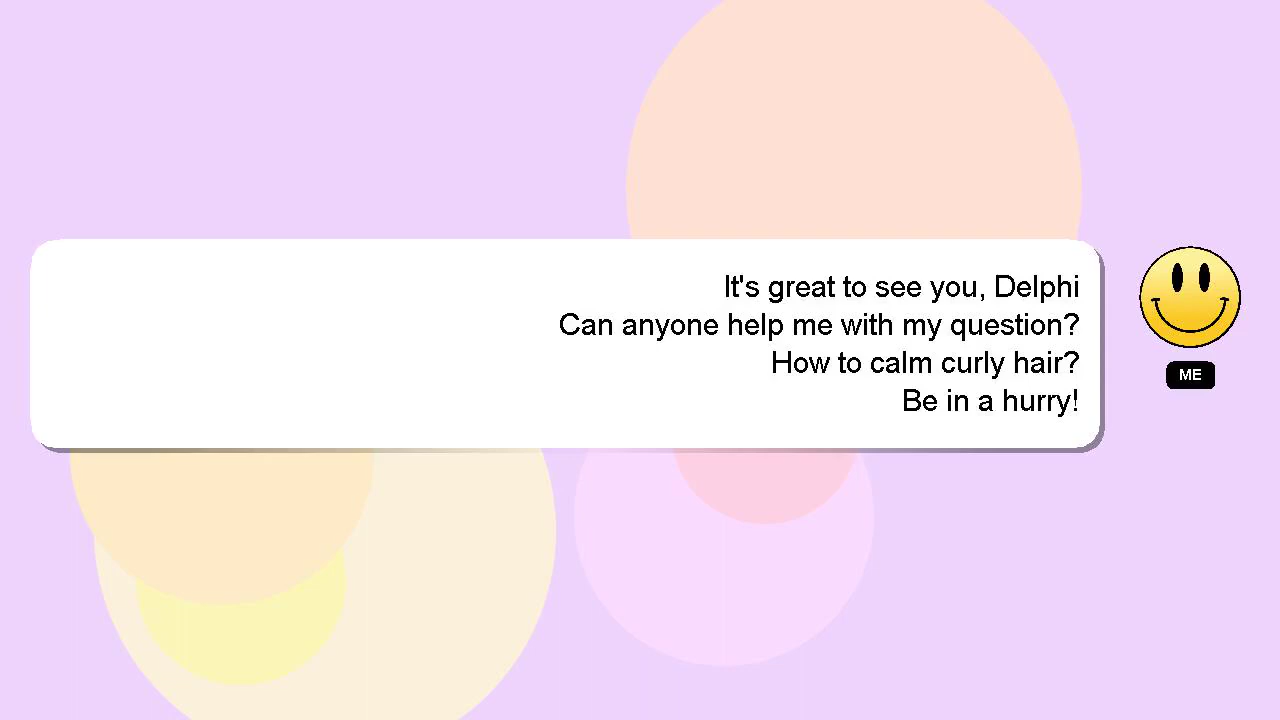 It's great to see you, Delphi
Can anyone help me with my question?
How to calm curly hair?
Be in a hurry!
ME